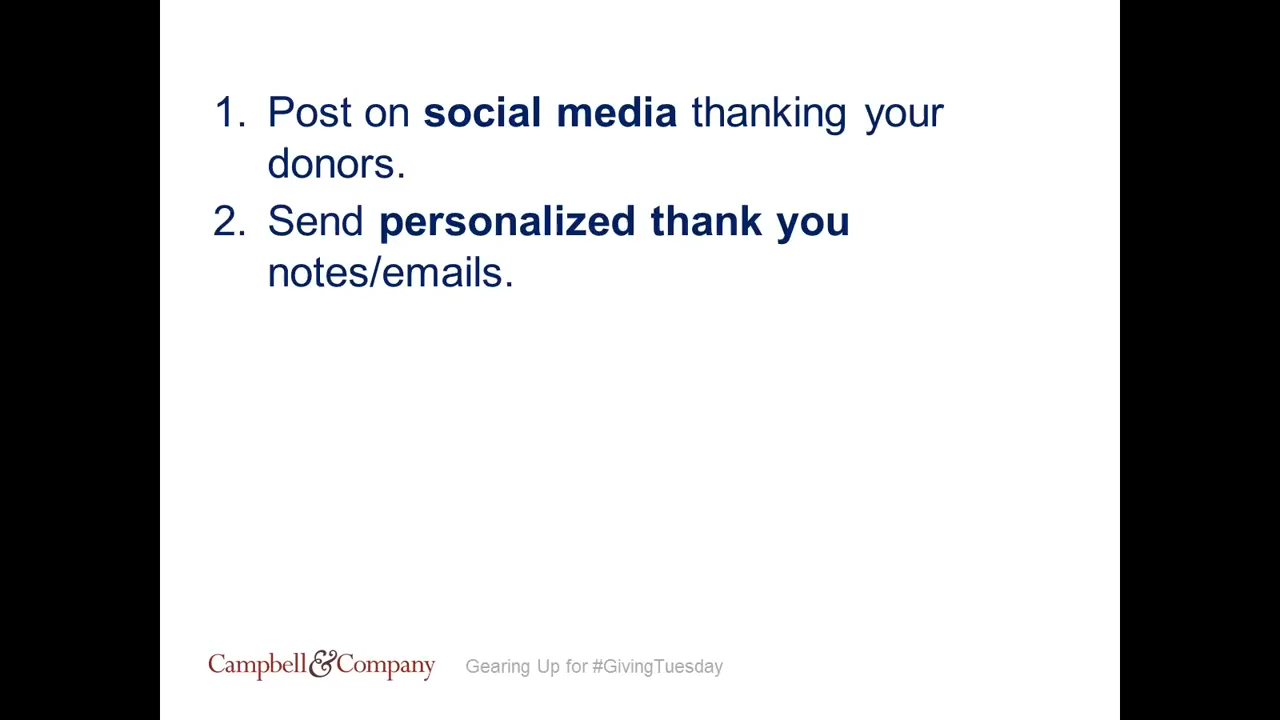 1. Post on social media thanking your
donors.
2. Send personalized thank you
notes/emails.
Campbell&Company Gearing Up for #GivingTuesday